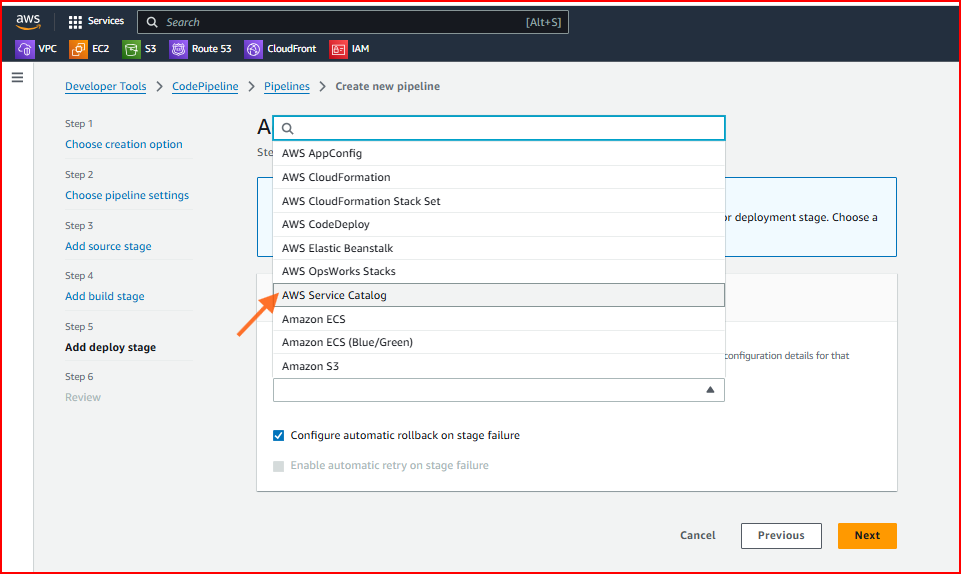 aws Services Search [Alt+S]
VPC EC2 S3 Route 53 CloudFront IAM
Developer Tools > CodePipeline > Pipelines > Create new pipeline
Step 1
Choose creation option
Step 2
Choose pipeline settings
Step 3
Add source stage
Step 4
Add build stage
Step 5
Add deploy stage
Step 6
Review
A
Ste
AWS AppConfig
AWS CloudFormation
AWS CloudFormation Stack Set
AWS CodeDeploy
or deployment stage. Choose a
AWS Elastic Beanstalk
AWS OpsWorks Stacks
AWS Service Catalog
Amazon ECS
Amazon ECS (Blue/Green)
configuration details for that
Amazon S3
Configure automatic rollback on stage failure
Enable automatic retry on stage failure
Cancel Previous Next